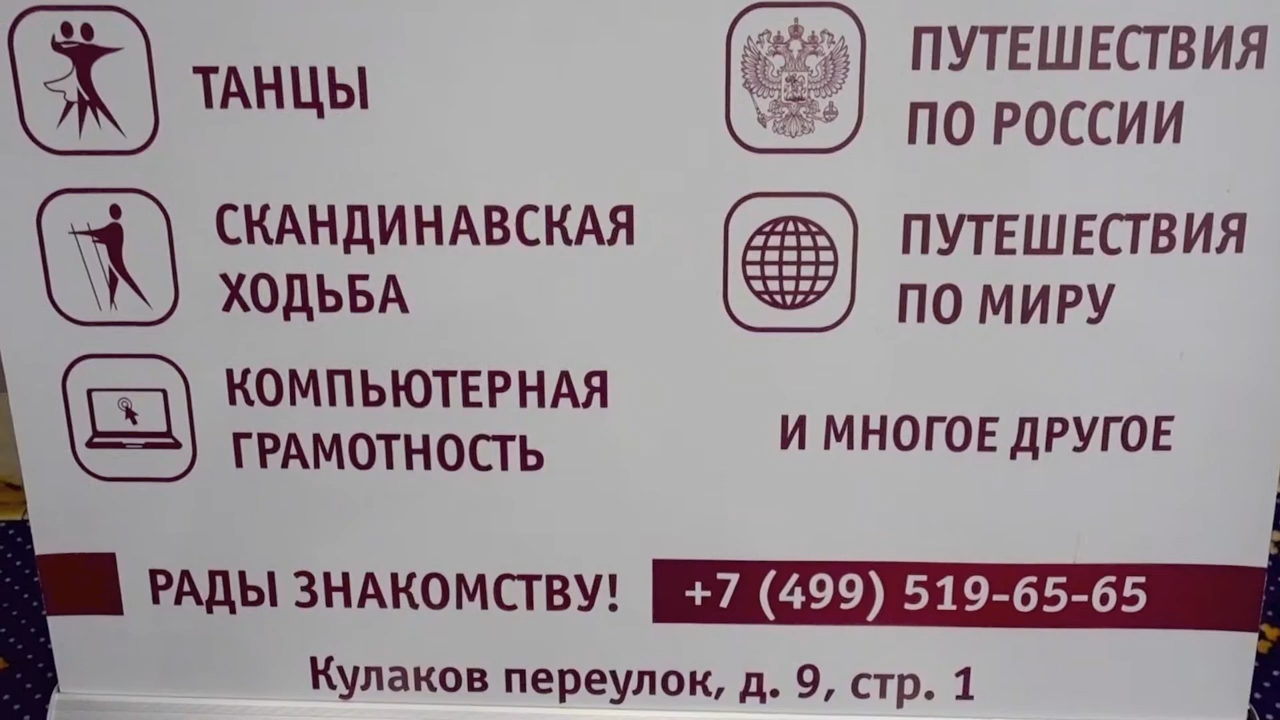 ТАНЦЫ
СКАНДИНАВСКАЯ
ХОДЬБА
КОМПЬЮТЕРНАЯ
ГРАМОТНОСТЬ
ПУТЕШЕСТВИЯ
ПО РОССИИ
ПУТЕШЕСТВИЯ
ПО МИРУ
И МНОГОЕ ДРУГОЕ
РАДЫ ЗНАКОМСТВУ! +7 (499) 519-65-65
Кулаков переулок, д. 9, стр. 1